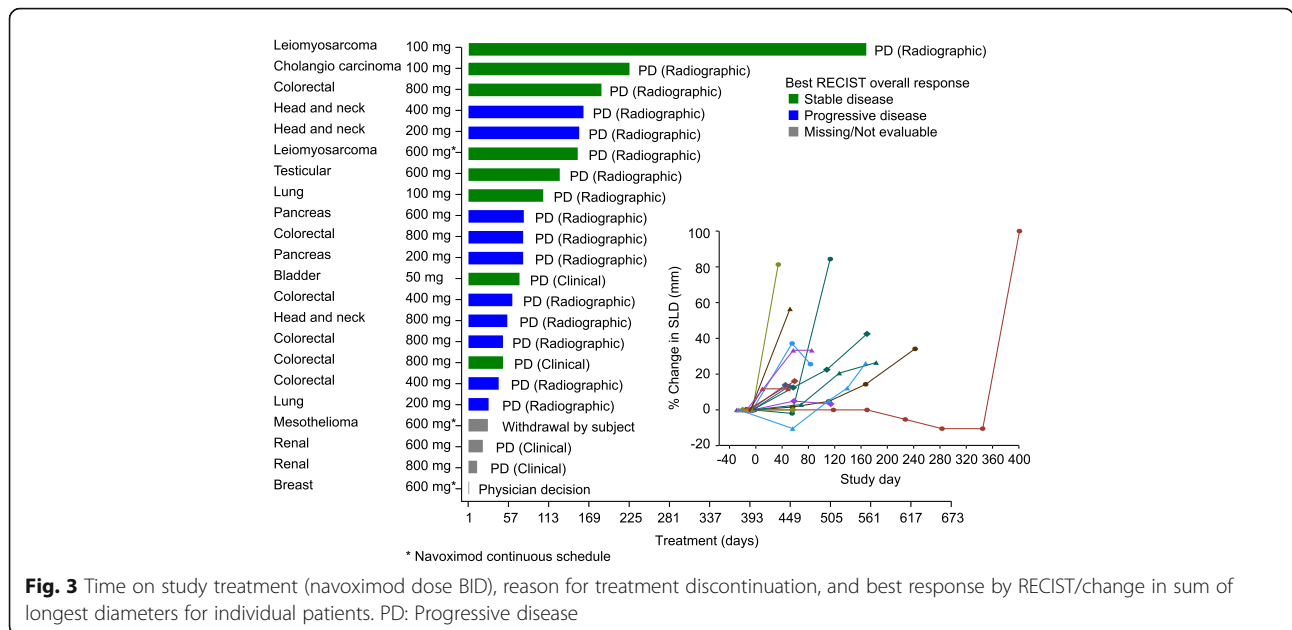 Leiomyosarcoma 100 mg PD (Radiographic)
Cholangio carcinoma 100 mg PD (Radiographic)
Colorectal 800 mg PD (Radiographic)
Head and neck 400 mg PD (Radiographic)
Head and neck 200 mg PD (Radiographic)
Leiomyosarcoma 600 mg* PD (Radiographic)
Testicular 600 mg PD (Radiographic)
Lung 100 mg PD (Radiographic)
Pancreas 600 mg PD (Radiographic)
Colorectal 800 mg PD (Radiographic)
Pancreas 200 mg PD (Radiographic)
Bladder 50 mg PD (Clinical)
Colorectal 400 mg PD (Radiographic)
Head and neck 800 mg PD (Radiographic)
Colorectal 800 mg PD (Radiographic)
Colorectal 800 mg PD (Clinical)
Colorectal 400 mg PD (Radiographic)
Lung 200 mg PD (Radiographic)
Mesothelioma 600 mg* Withdrawal by subject
Renal 600 mg PD (Clinical)
Renal 800 mg PD (Clinical)
Breast 600 mg* Physician decision
1 57 113 169 225 281 337 393 449 505 561 617 673
Treatment (days)
* Navoximod continuous schedule
Best RECIST overall response
Stable disease
Progressive disease
Missing/Not evaluable
% Change in SLD (mm)
100
80
60
40
20
0
-20
-40 0 40 80 120 160 200 240 280 320 360 400
Study day
Fig. 3 Time on study treatment (navoximod dose BID), reason for treatment discontinuation, and best response by RECIST/change in sum of
longest diameters for individual patients. PD: Progressive disease